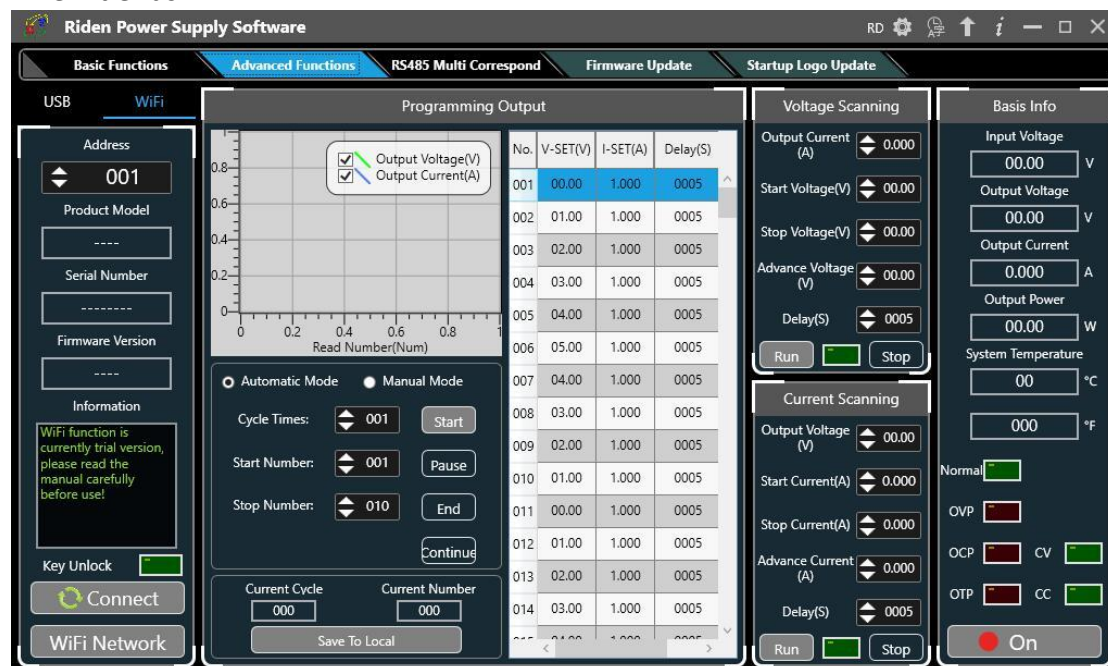 Riden Power Supply Software
RD
Basic Functions
Advanced Functions
RS485 Multi Correspond
Firmware Update
Startup Logo Update
USB
WiFi
Address
001
Product Model
----
Serial Number
--------
Firmware Version
----
Information
WiFi function is
currently trial version,
please read the
manual carefully
before use!
Key Unlock
Connect
WiFi Network
Programming Output
Output Voltage(V)
Output Current(A)
0.8
0.6
0.4
0.2
0
0 0.2 0.4 0.6 0.8 1
Read Number(Num)
Automatic Mode
Manual Mode
Cycle Times: 001 Start
Start Number: 001 Pause
Stop Number: 010 End
Continue
Current Cycle Current Number
000 000
Save To Local
No. V-SET(V) I-SET(A) Delay(S)
001 00.00 1.000 0005
002 01.00 1.000 0005
003 02.00 1.000 0005
004 03.00 1.000 0005
005 04.00 1.000 0005
006 05.00 1.000 0005
007 04.00 1.000 0005
008 03.00 1.000 0005
009 02.00 1.000 0005
010 01.00 1.000 0005
011 00.00 1.000 0005
012 01.00 1.000 0005
013 02.00 1.000 0005
014 03.00 1.000 0005
Voltage Scanning
Output Current
(A) 0.000
Start Voltage(V) 00.00
Stop Voltage(V) 00.00
Advance Voltage
(V) 00.00
Delay(S) 0005
Run Stop
Current Scanning
Output Voltage
(V) 00.00
Start Current(A) 0.000
Stop Current(A) 0.000
Advance Current
(A) 0.000
Delay(S) 0005
Run Stop
Basis Info
Input Voltage
00.00 V
Output Voltage
00.00 V
Output Current
0.000 A
Output Power
00.00 W
System Temperature
00 °C
000 °F
Normal
OVP
OCP CV
OTP CC
On